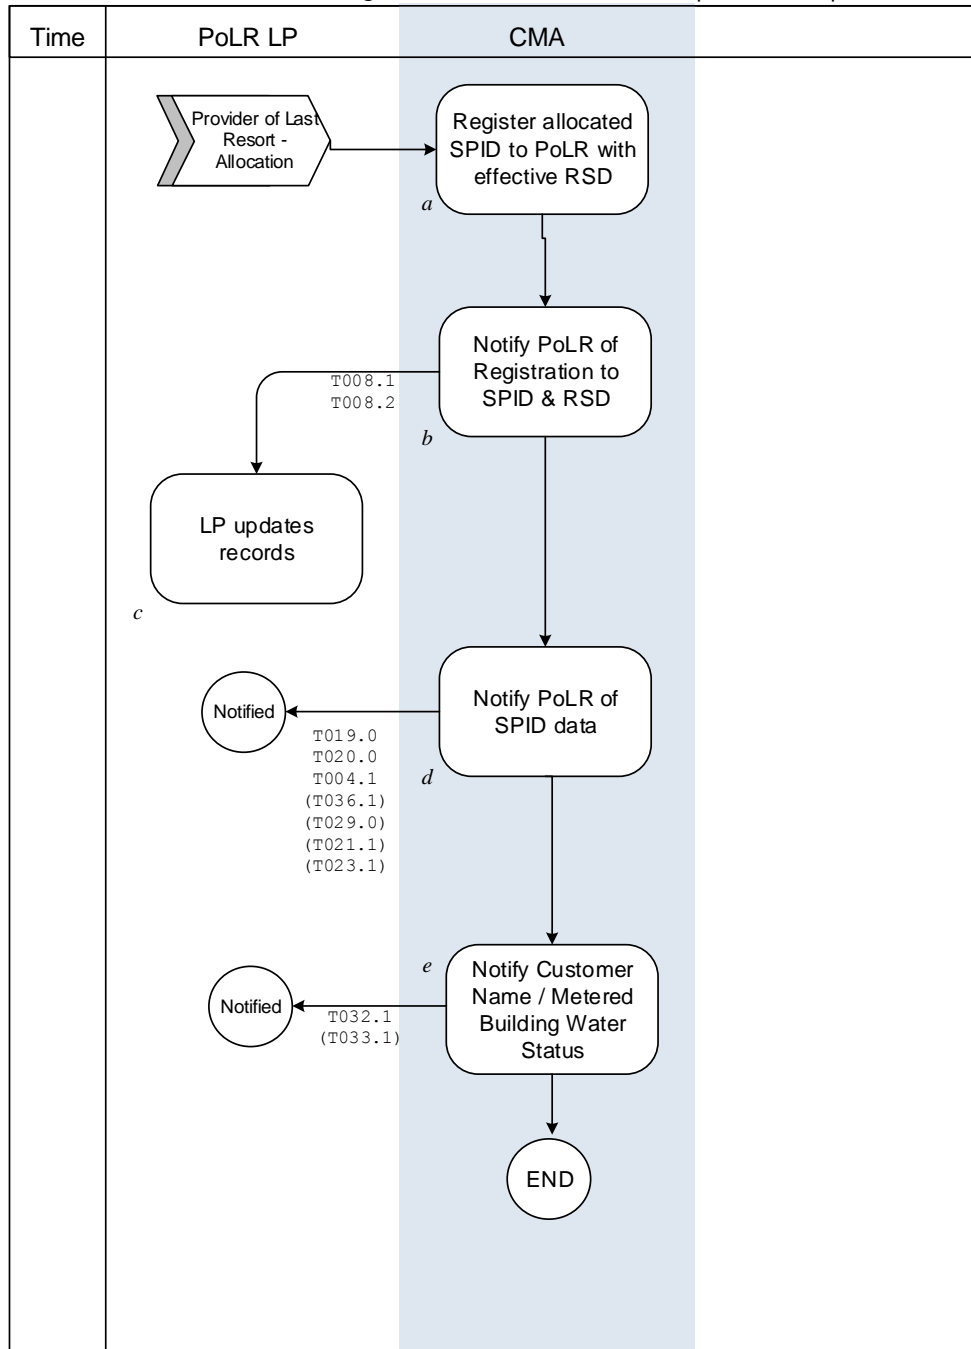 Time
PoLR LP
CMA
Provider of Last
Resort -
Allocation
Register allocated
SPID to PoLR with
effective RSD
a
Notify PoLR of
Registration to
SPID & RSD
T008.1
T008.2
b
LP updates
records
c
Notify PoLR of
SPID data
Notified
T019.0
T020.0
T004.1
(T036.1)
(T029.0)
(T021.1)
(T023.1)
d
e
Notify Customer
Name / Metered
Building Water
Status
Notified
T032.1
(T033.1)
END